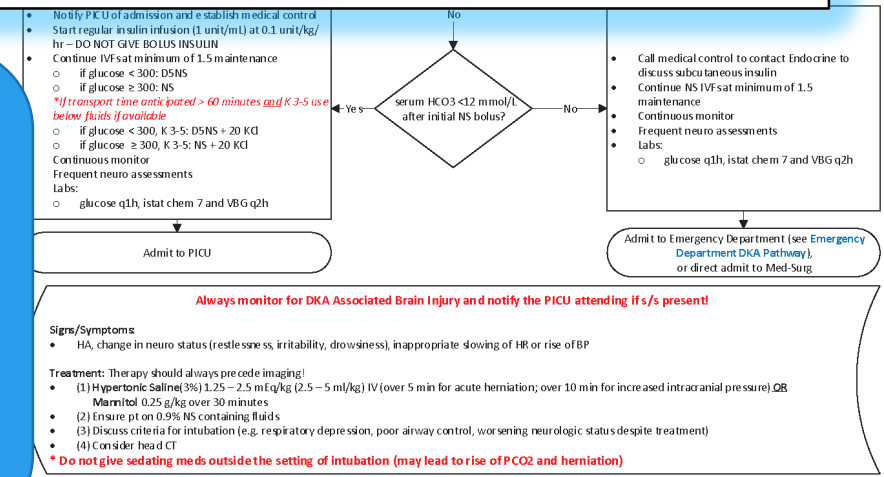 • Notify PICU of admission and establish medical control
• Start regular insulin infusion (1 unit/mL) at 0.1 unit/kg/
hr – DO NOT GIVE BOLUS INSULIN
• Continue IVFs at minimum of 1.5 maintenance
o if glucose < 300: D5NS
o if glucose ≥ 300: NS
*If transport time anticipated > 60 minutes and K 3-5 use
below fluids if available
o if glucose < 300, K 3-5: D5NS + 20 KCl
o if glucose ≥ 300, K 3-5: NS + 20 KCl
Continuous monitor
Frequent neuro assessments
Labs:
o glucose q1h, istat chem 7 and VBG q2h
Admit to PICU
No
Yes
serum HCO3 <12 mmol/L
after initial NS bolus?
No
• Call medical control to contact Endocrine to
discuss subcutaneous insulin
• Continue NS IVFs at minimum of 1.5
maintenance
• Continuous monitor
• Frequent neuro assessments
• Labs:
o glucose q1h, istat chem 7 and VBG q2h
Admit to Emergency Department (see Emergency
Department DKA Pathway),
or direct admit to Med-Surg
Always monitor for DKA Associated Brain Injury and notify the PICU attending if s/s present!
Signs/Symptoms:
• HA, change in neuro status (restlessness, irritability, drowsiness), inappropriate slowing of HR or rise of BP
Treatment: Therapy should always precede imaging!
• (1) Hypertonic Saline(3%) 1.25 – 2.5 mEq/kg (2.5 – 5 ml/kg) IV (over 5 min for acute herniation; over 10 min for increased intracranial pressure) OR
Mannitol 0.25 g/kg over 30 minutes
• (2) Ensure pt on 0.9% NS containing fluids
• (3) Discuss criteria for intubation (e.g. respiratory depression, poor airway control, worsening neurologic status despite treatment)
• (4) Consider head CT
* Do not give sedating meds outside the setting of intubation (may lead to rise of PCO2 and herniation)